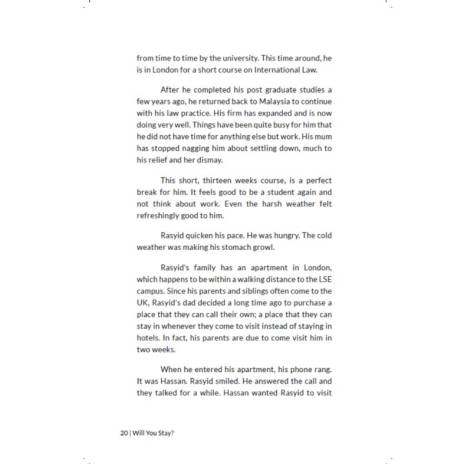 from time to time by the university. This time around, he
is in London for a short course on International Law.
After he completed his post graduate studies a
few years ago, he returned back to Malaysia to continue
with his law practice. His firm has expanded and is now
doing very well. Things have been quite busy for him that
he did not have time for anything else but work. His mum
has stopped nagging him about settling down, much to
his relief and her dismay.
This short, thirteen weeks course, is a perfect
break for him. It feels good to be a student again and
not think about work. Even the harsh weather felt
refreshingly good to him.
Rasyid quicken his pace. He was hungry. The cold
weather was making his stomach growl.
Rasyid's family has an apartment in London,
which happens to be within a walking distance to the LSE
campus. Since his parents and siblings often come to the
UK, Rasyid's dad decided a long time ago to purchase a
place that they can call their own; a place that they can
stay in whenever they come to visit instead of staying in
hotels. In fact, his parents are due to come visit him in
two weeks.
When he entered his apartment, his phone rang.
It was Hassan. Rasyid smiled. He answered the call and
they talked for a while. Hassan wanted Rasyid to visit
20 | Will You Stay?